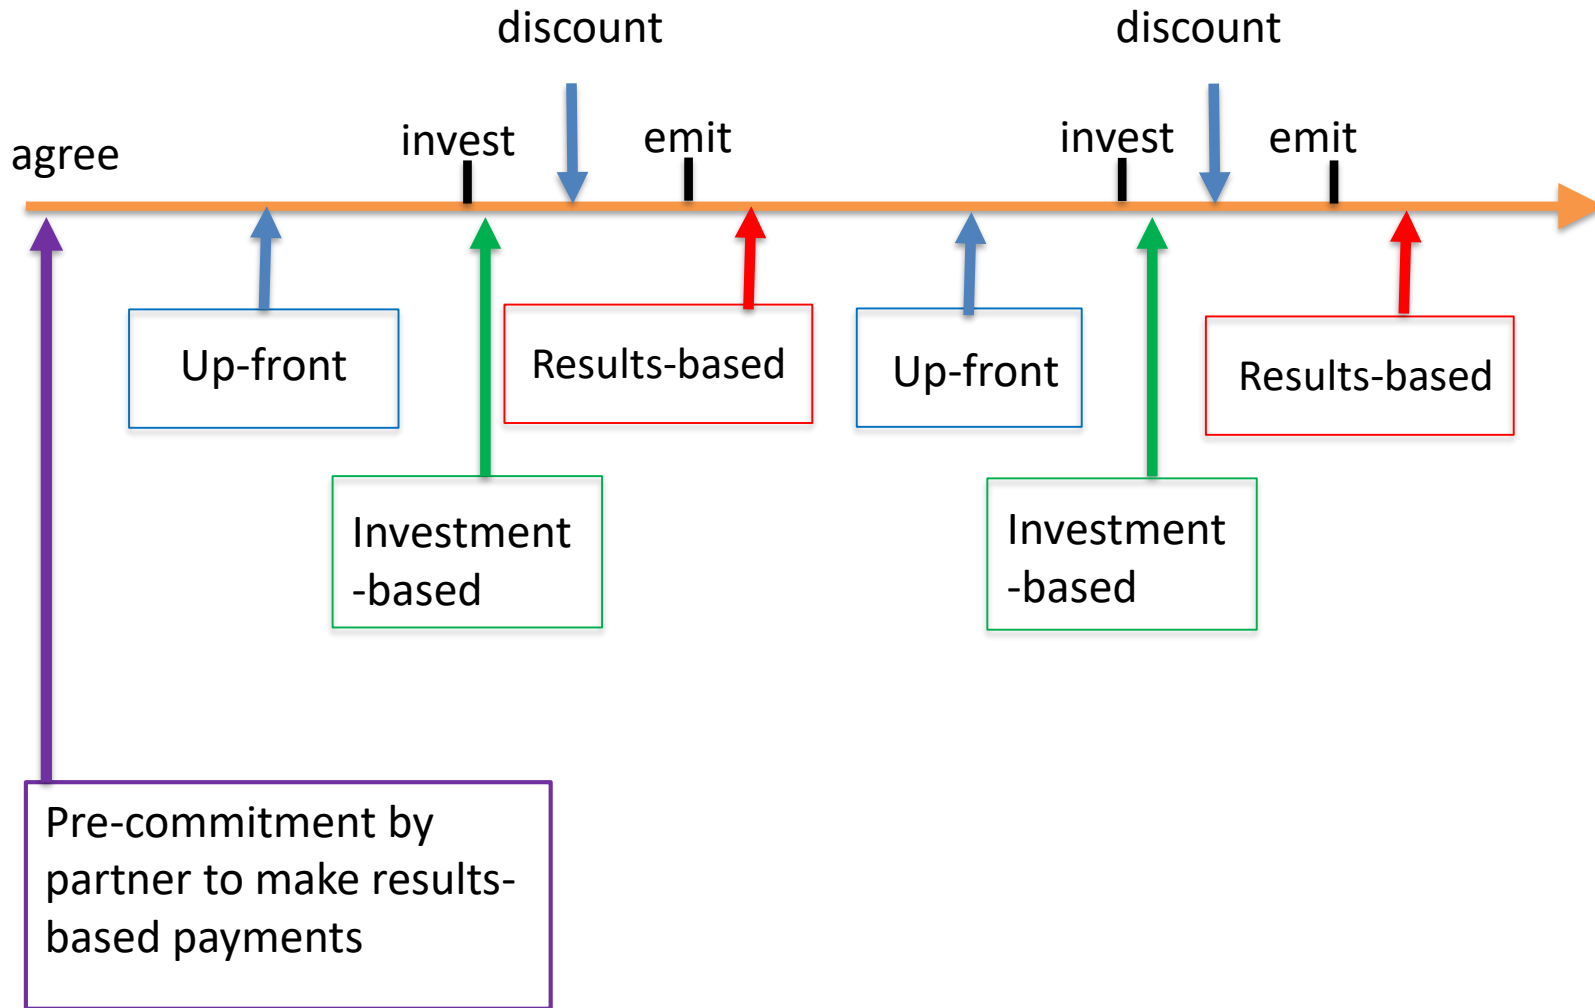 discount
discount
agree
invest
emit
invest
emit
Up-front
Results-based
Up-front
Results-based
Investment
-based
Investment
-based
Pre-commitment by
partner to make results-
based payments